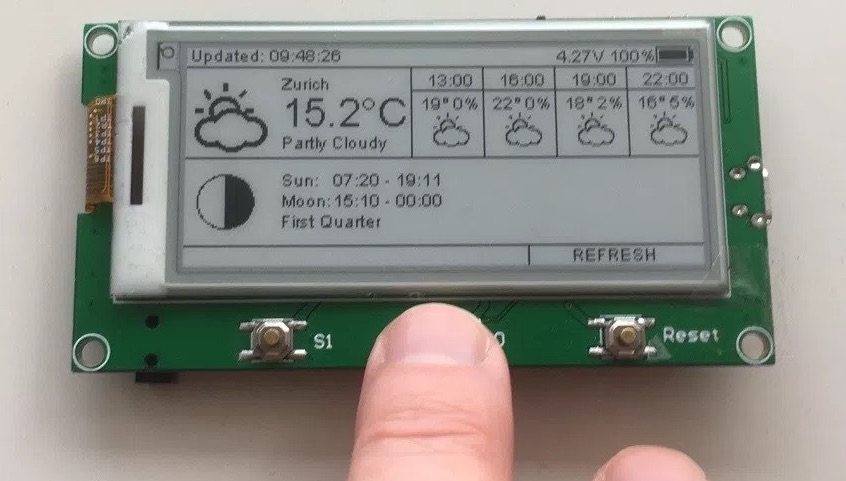 Updated: 09:48:26
4.27V 100%
Zurich
15.2°C
Partly Cloudy
13:00
16:00
19:00
22:00
19° 0%
22° 0%
18° 2%
16° 5%
Sun: 07:20 - 19:11
Moon: 15:10 - 00:00
First Quarter
REFRESH
S1
0
Reset